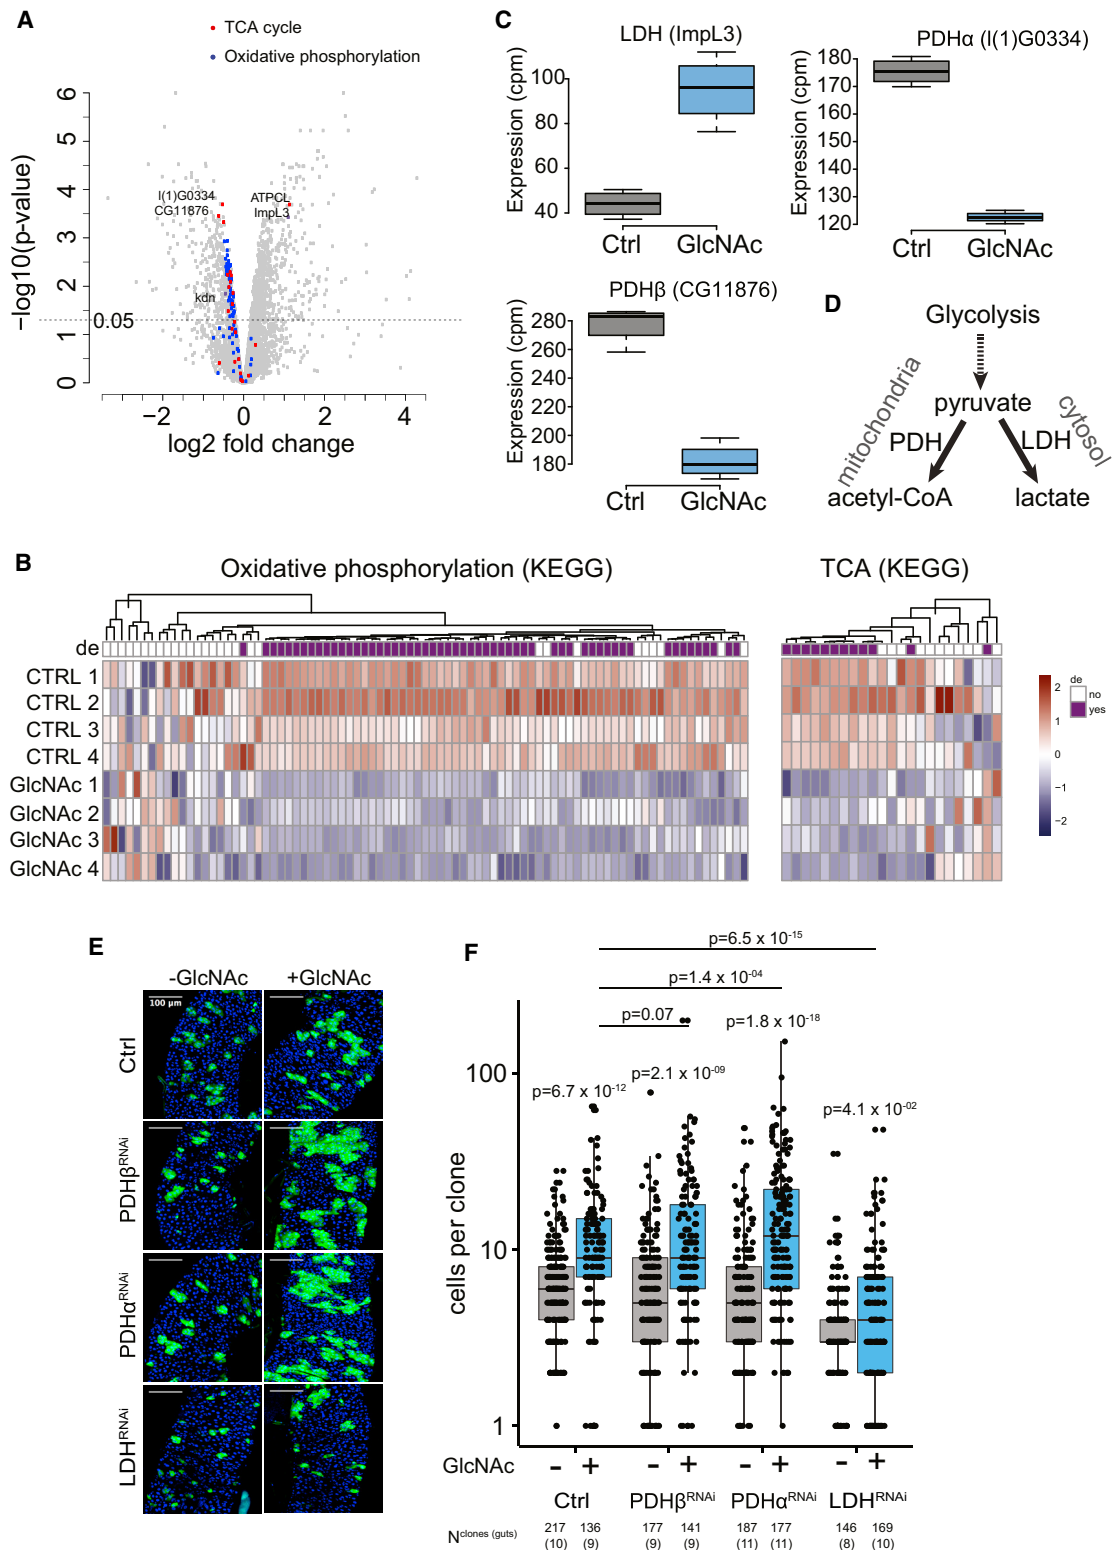 A
TCA cycle
Oxidative phosphorylation
6
5
4
3
2
1
0
−log10(p-value)
l(1)G0334
CG11876
ATPCL
ImpL3
kdn
0.05
−2
0
2
4
log2 fold change
C
LDH (ImpL3)
Expression (cpm)
100
80
60
40
Ctrl
GlcNAc
PDHα (l(1)G0334)
Expression (cpm)
180
170
160
150
140
130
120
Ctrl
GlcNAc
PDHβ (CG11876)
Expression (cpm)
280
260
240
220
200
180
Ctrl
GlcNAc
D
Glycolysis
pyruvate
mitochondria
PDH
LDH
cytosol
acetyl-CoA
lactate
B
Oxidative phosphorylation (KEGG)
TCA (KEGG)
de
CTRL 1
CTRL 2
CTRL 3
CTRL 4
GlcNAc 1
GlcNAc 2
GlcNAc 3
GlcNAc 4
2
1
0
−1
−2
de
no
yes
E
-GlcNAc
+GlcNAc
100 µm
Ctrl
PDHβRNAi
PDHαRNAi
LDHRNAi
F
p=6.5 x 10-15
p=1.4 x 10-04
p=0.07
p=1.8 x 10-18
p=6.7 x 10-12
p=2.1 x 10-09
p=4.1 x 10-02
cells per clone
100
10
1
GlcNAc
− + − + − + − +
Ctrl
PDHβRNAi
PDHαRNAi
LDHRNAi
Nclones (guts)
217 136 177 141 187 177 146 169
(10) (9) (9) (9) (11) (11) (8) (10)